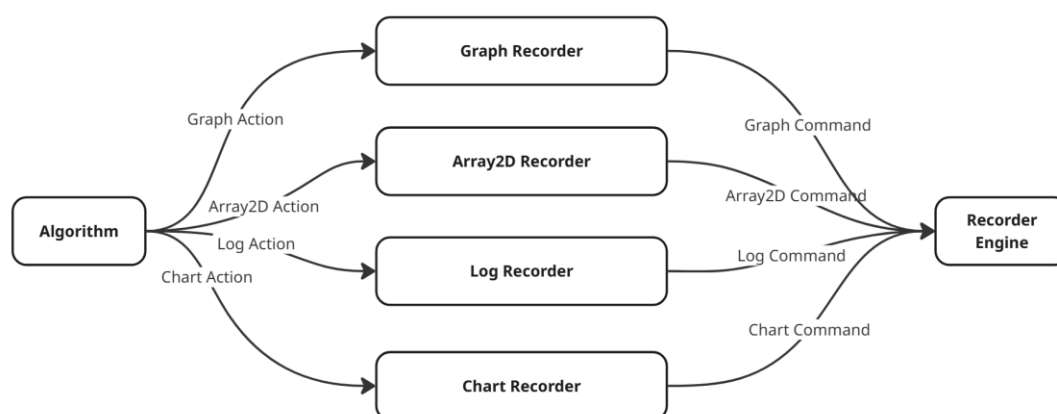 Graph Recorder
Graph Action
Graph Command
Array2D Recorder
Array2D Action
Array2D Command
Algorithm
Recorder
Engine
Log Action
Log Command
Log Recorder
Chart Action
Chart Command
Chart Recorder